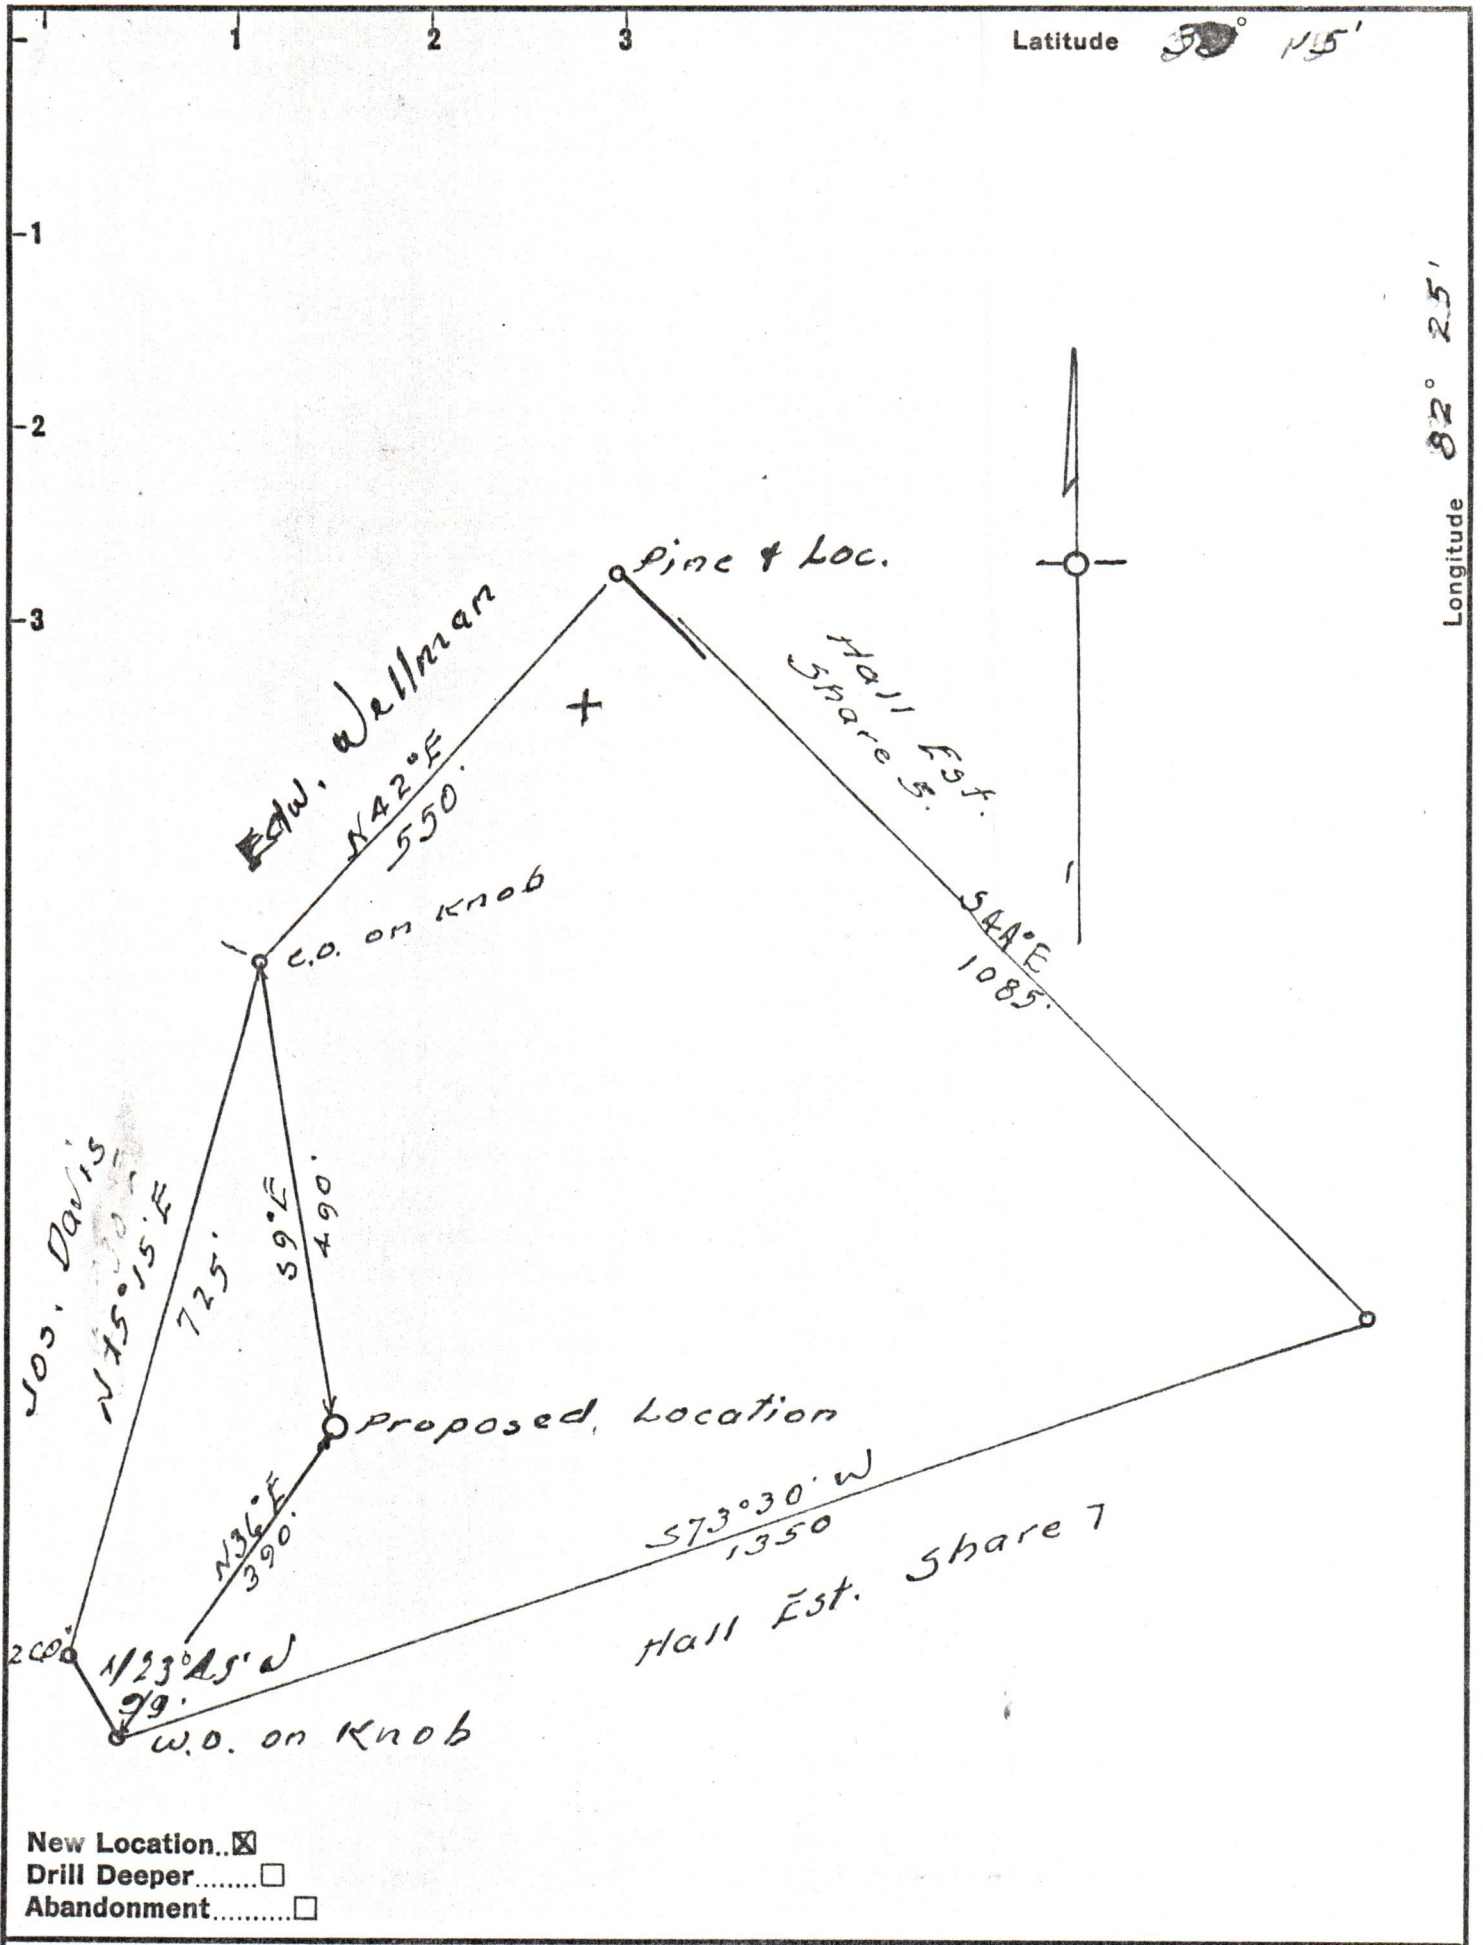 1 2 3
Latitude
-1
-2
-3
Longitude 82° 25'
Pine & Loc.
Edw. Wellman
N42°E
550'
Hall Est.
Share 5.
S44°E
1085'
C.O. on Knob
Jos. Davis
N15°15'E
725'
S9°E
490'
Proposed Location
N36°E
390'
S73°30'W
1350
Hall Est. Share 7
N23°45'W
99'
W.O. on Knob
New Location..☒
Drill Deeper........☐
Abandonment..........☐